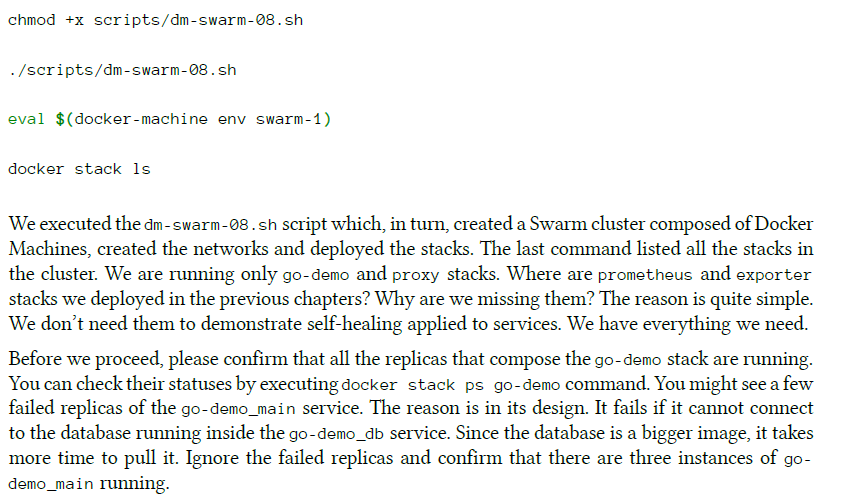 chmod +x scripts/dm-swarm-08.sh
./scripts/dm-swarm-08.sh
eval $(docker-machine env swarm-1)
docker stack ls
We executed the dm-swarm-08.sh script which, in turn, created a Swarm cluster composed of Docker
Machines, created the networks and deployed the stacks. The last command listed all the stacks in
the cluster. We are running only go-demo and proxy stacks. Where are prometheus and exporter
stacks we deployed in the previous chapters? Why are we missing them? The reason is quite simple.
We don’t need them to demonstrate self-healing applied to services. We have everything we need.
Before we proceed, please confirm that all the replicas that compose the go-demo stack are running.
You can check their statuses by executing docker stack ps go-demo command. You might see a few
failed replicas of the go-demo_main service. The reason is in its design. It fails if it cannot connect
to the database running inside the go-demo_db service. Since the database is a bigger image, it takes
more time to pull it. Ignore the failed replicas and confirm that there are three instances of go-
demo_main running.